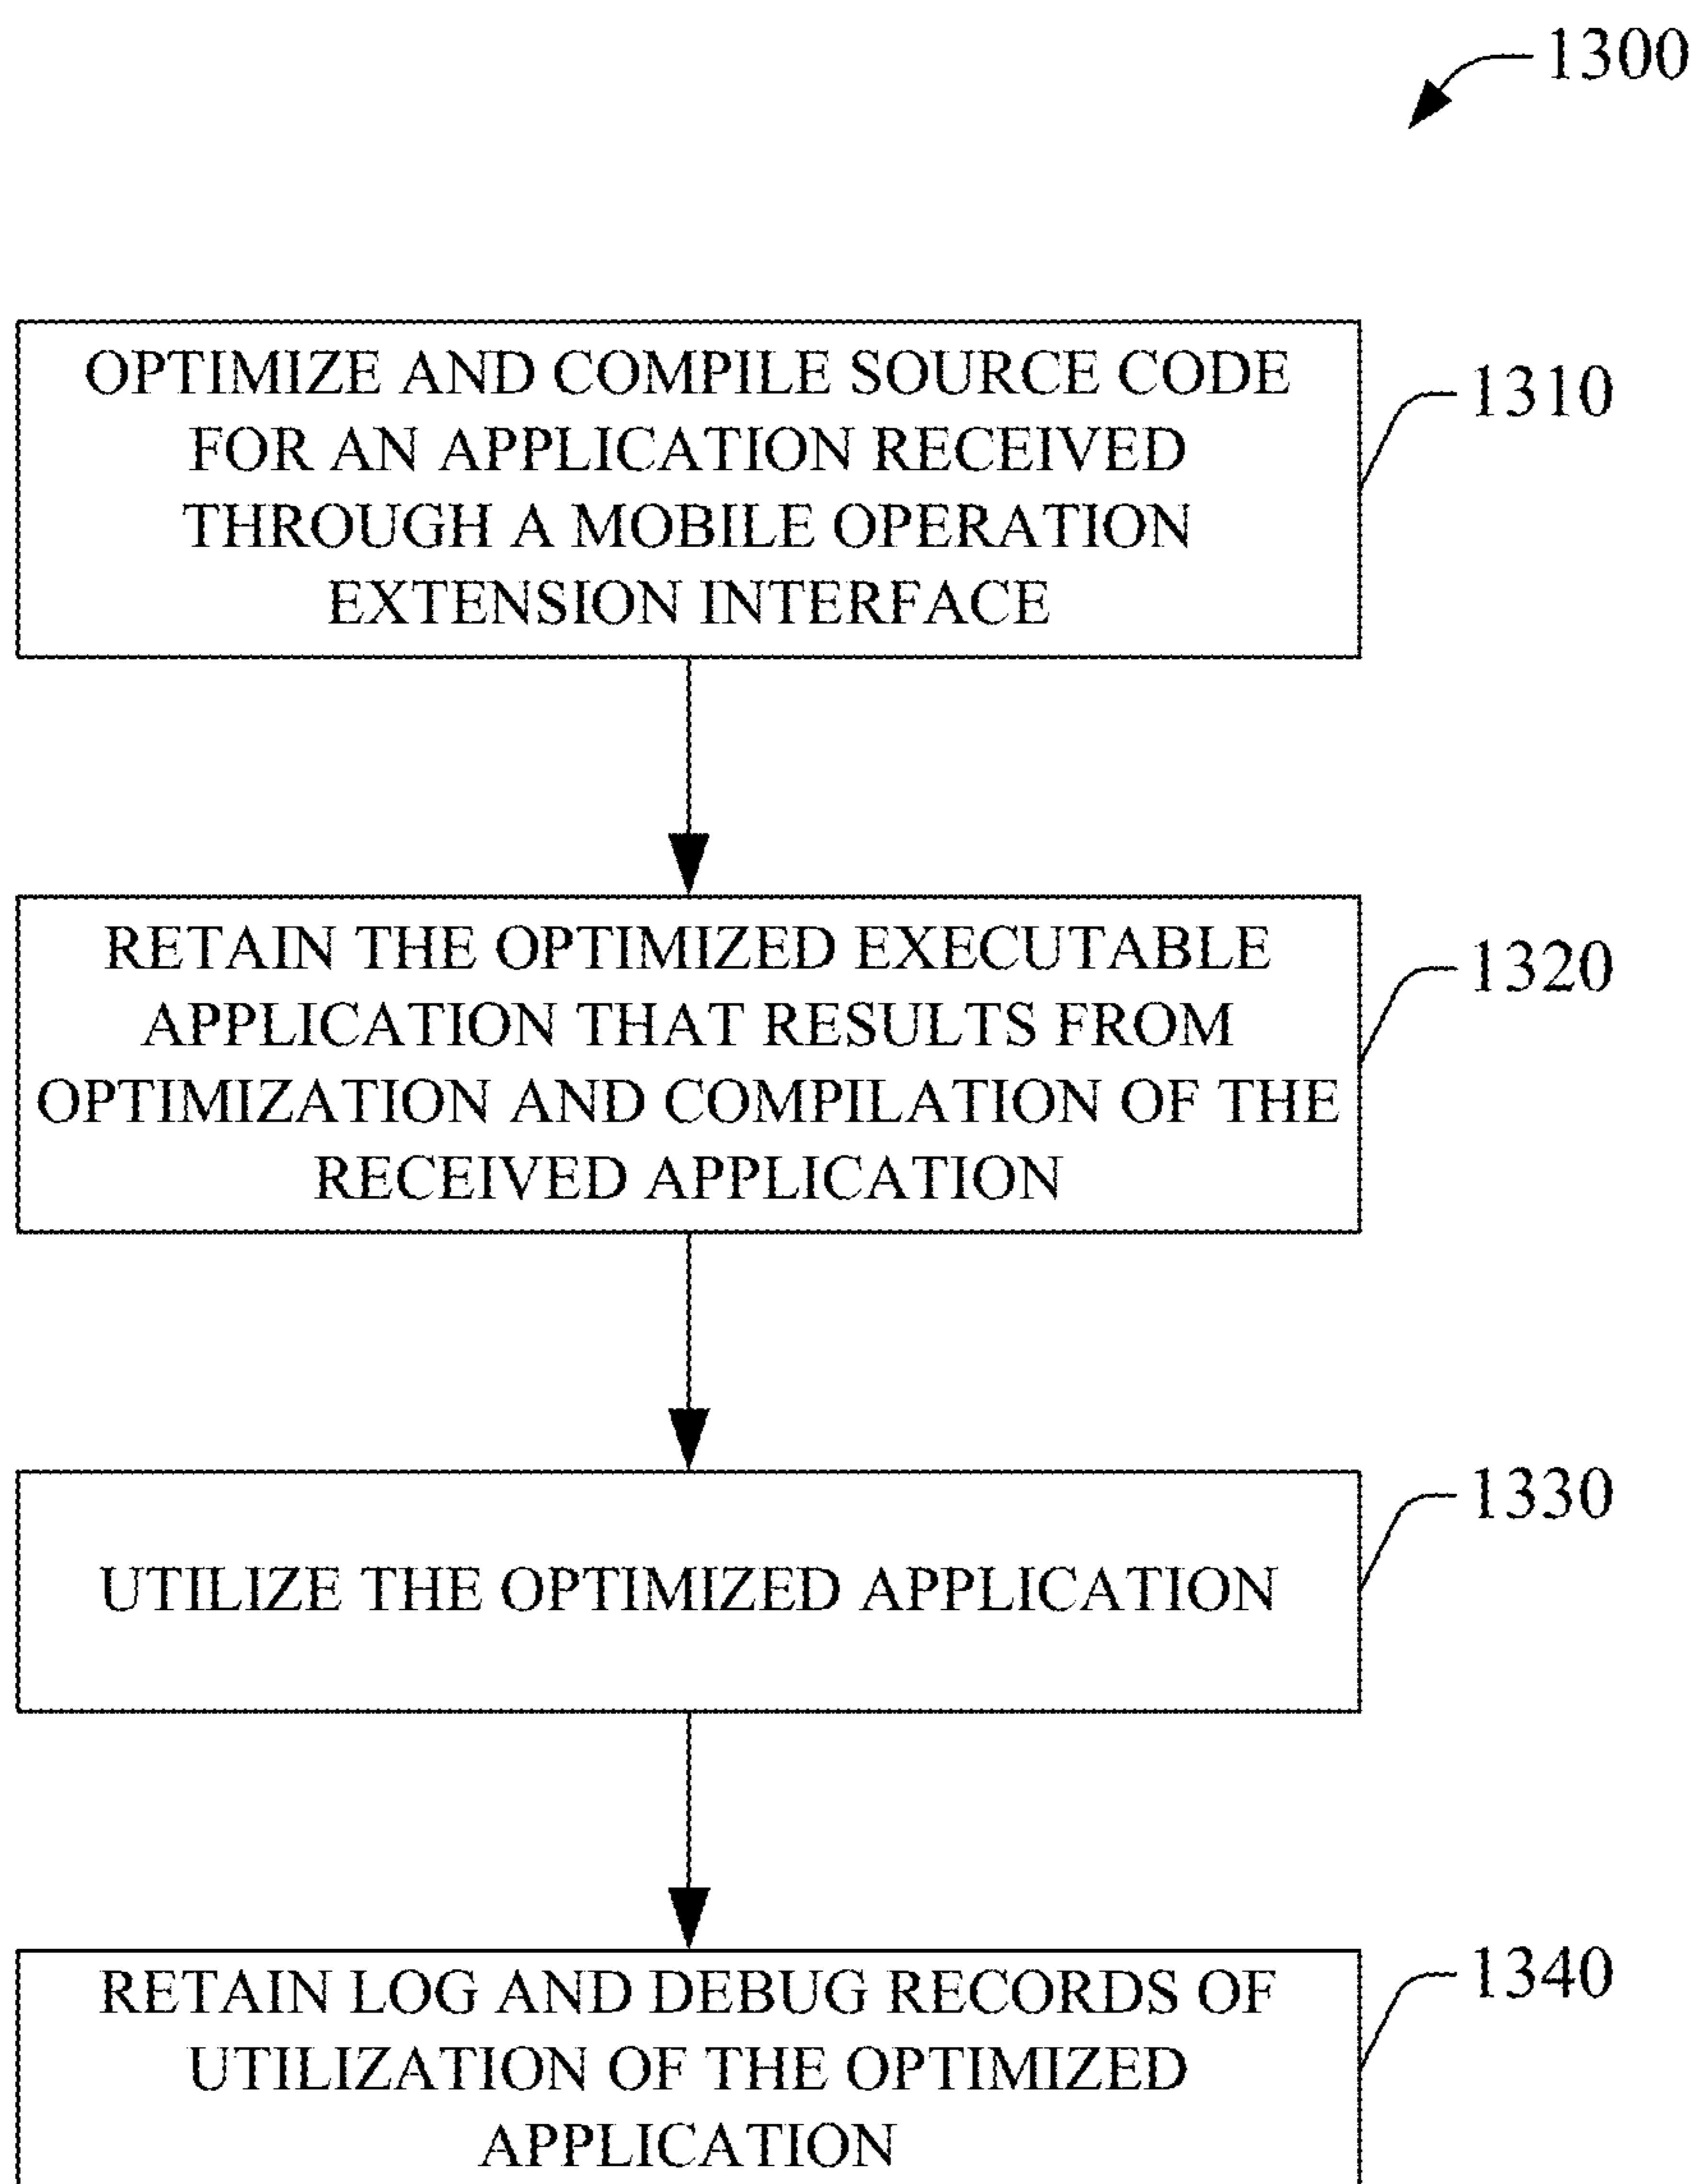 1300
OPTIMIZE AND COMPILE SOURCE CODE
FOR AN APPLICATION RECEIVED
THROUGH A MOBILE OPERATION
EXTENSION INTERFACE
1310
RETAIN THE OPTIMIZED EXECUTABLE
APPLICATION THAT RESULTS FROM
OPTIMIZATION AND COMPILATION OF THE
RECEIVED APPLICATION
1320
UTILIZE THE OPTIMIZED APPLICATION
1330
RETAIN LOG AND DEBUG RECORDS OF
UTILIZATION OF THE OPTIMIZED
APPLICATION
1340